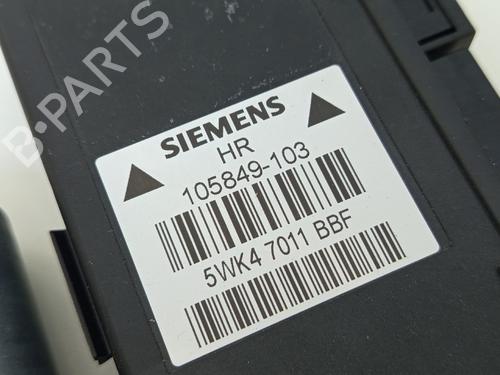 B-PARTS
SIEMENS
HR
105849-103
5WK4 7011 BBF